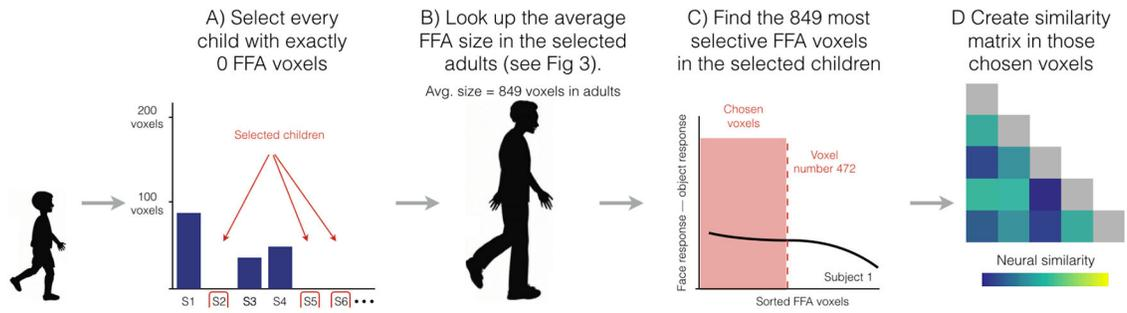 A) Select every
child with exactly
0 FFA voxels
200
voxels
Selected children
100
voxels
S1
S2
S3
S4
S5
S6
B) Look up the average
FFA size in the selected
adults (see Fig 3).
Avg. size = 849 voxels in adults
C) Find the 849 most
selective FFA voxels
in the selected children
Chosen
voxels
Voxel
number 472
Face response — object response
Subject 1
Sorted FFA voxels
D Create similarity
matrix in those
chosen voxels
Neural similarity